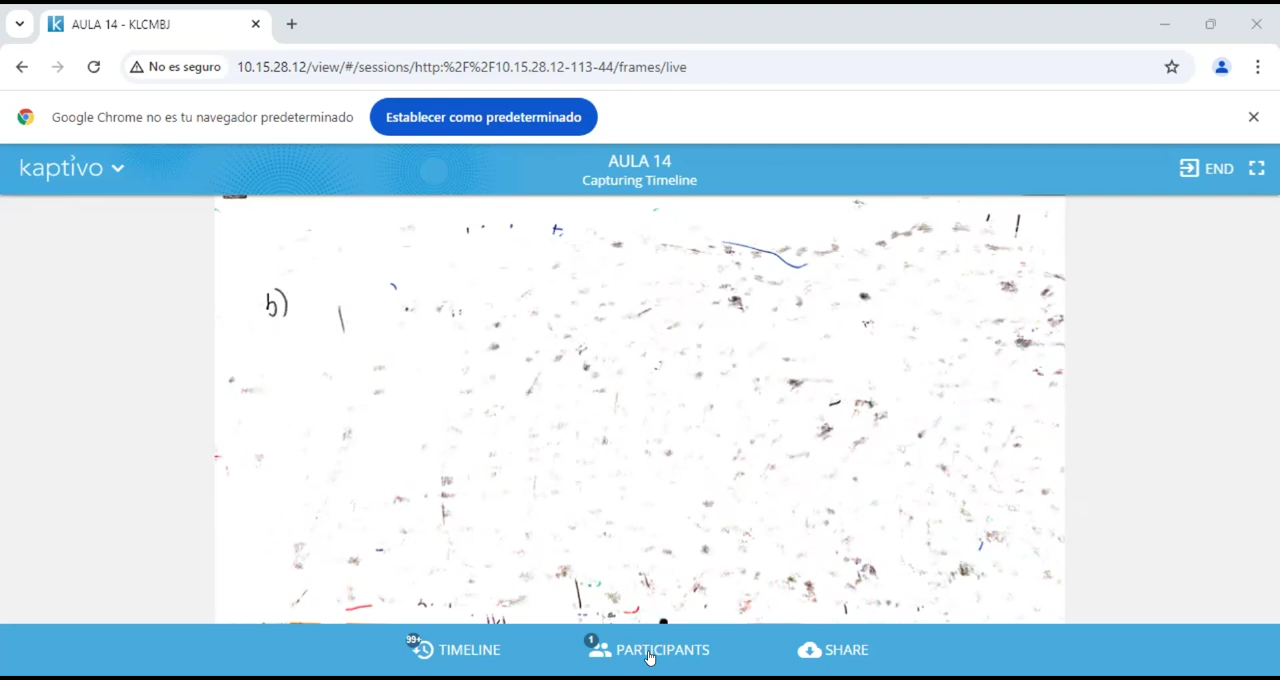 AULA 14 - KLCMBJ
No es seguro
10.15.28.12/view/#/sessions/http:%2F%2F10.15.28.12-113-44/frames/live
Google Chrome no es tu navegador predeterminado
Establecer como predeterminado
kaptivo
AULA 14
END
Capturing Timeline
b)
99+
TIMELINE
1
PARTICIPANTS
SHARE